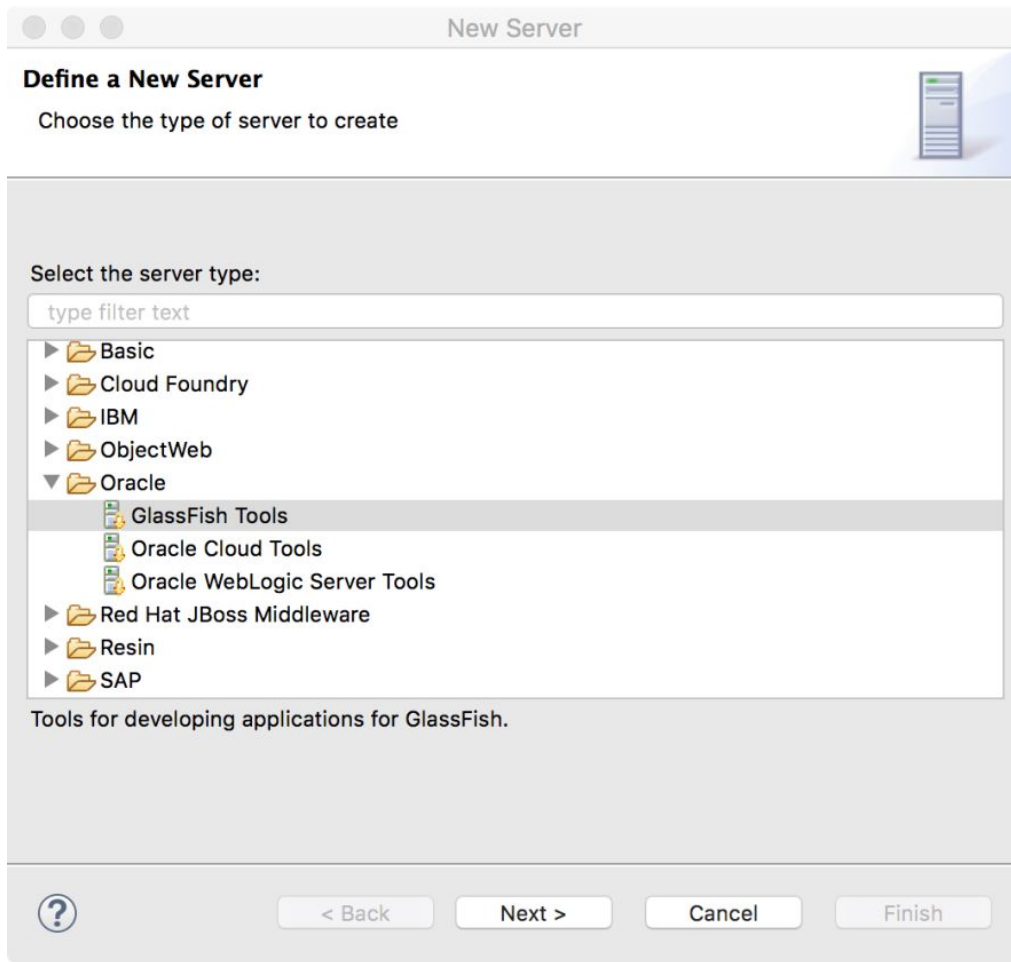 New Server
Define a New Server
Choose the type of server to create
Select the server type:
type filter text
Basic
Cloud Foundry
IBM
ObjectWeb
Oracle
GlassFish Tools
Oracle Cloud Tools
Oracle WebLogic Server Tools
Red Hat JBoss Middleware
Resin
SAP
Tools for developing applications for GlassFish.
? < Back Next > Cancel Finish